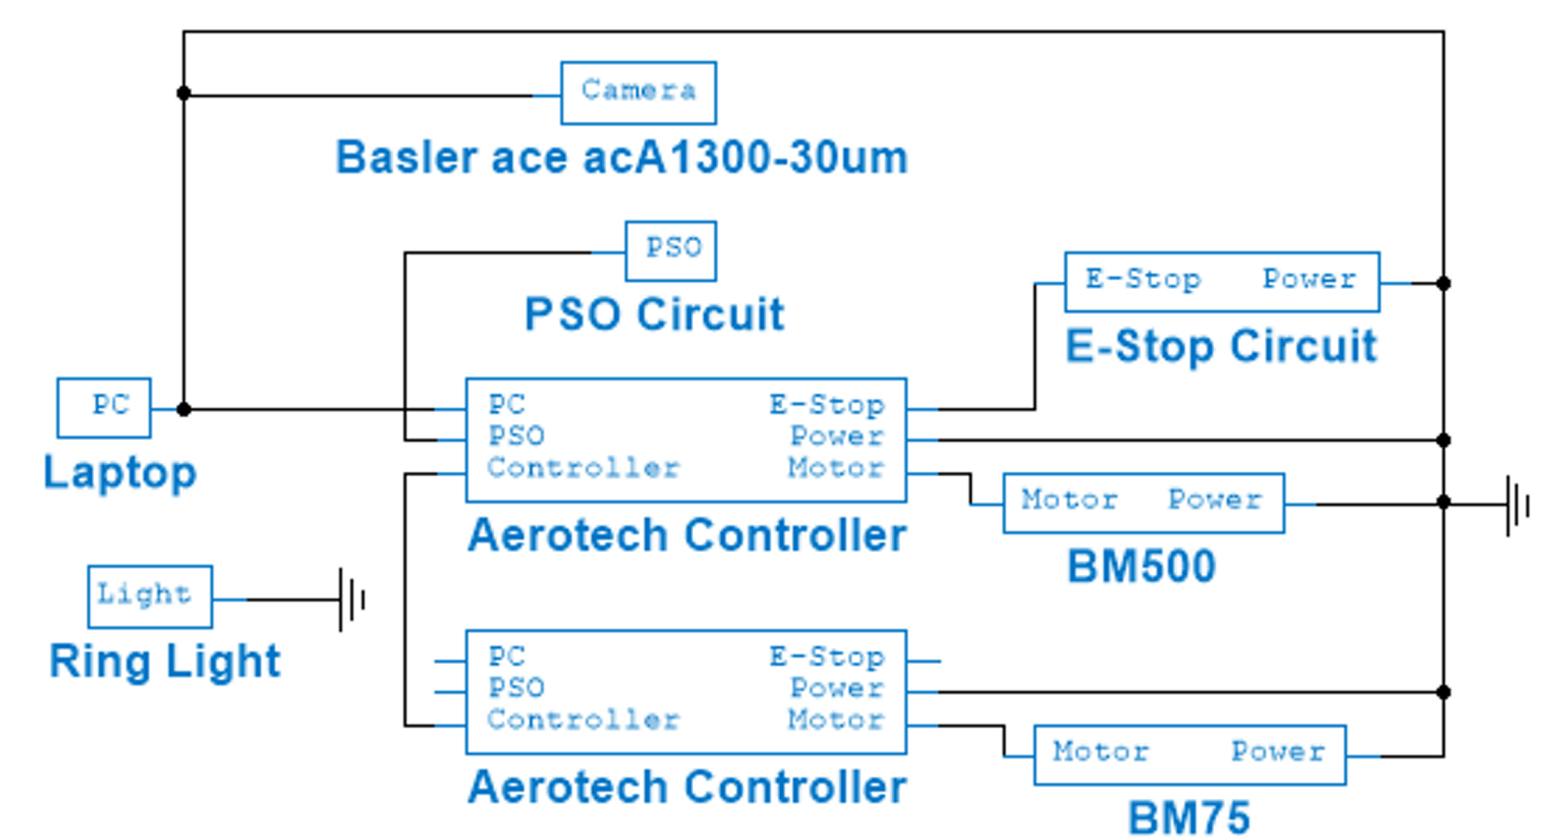 Camera
Basler ace acA1300-30um
PSO
PSO Circuit
E-Stop Power
E-Stop Circuit
PC
Laptop
PC E-Stop
PSO Power
Controller Motor
Aerotech Controller
Motor Power
BM500
Light
Ring Light
PC E-Stop
PSO Power
Controller Motor
Aerotech Controller
Motor Power
BM75